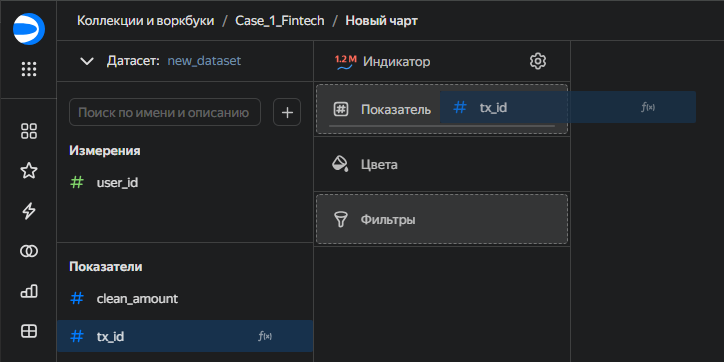 Коллекции и воркбуки / Case_1_Fintech / Новый чарт
Датасет: new_dataset
1.2 M Индикатор
Поиск по имени и описанию
+
Показатель
# tx_id f(x)
Измерения
# user_id
Цвета
Фильтры
Показатели
# clean_amount
# tx_id f(x)